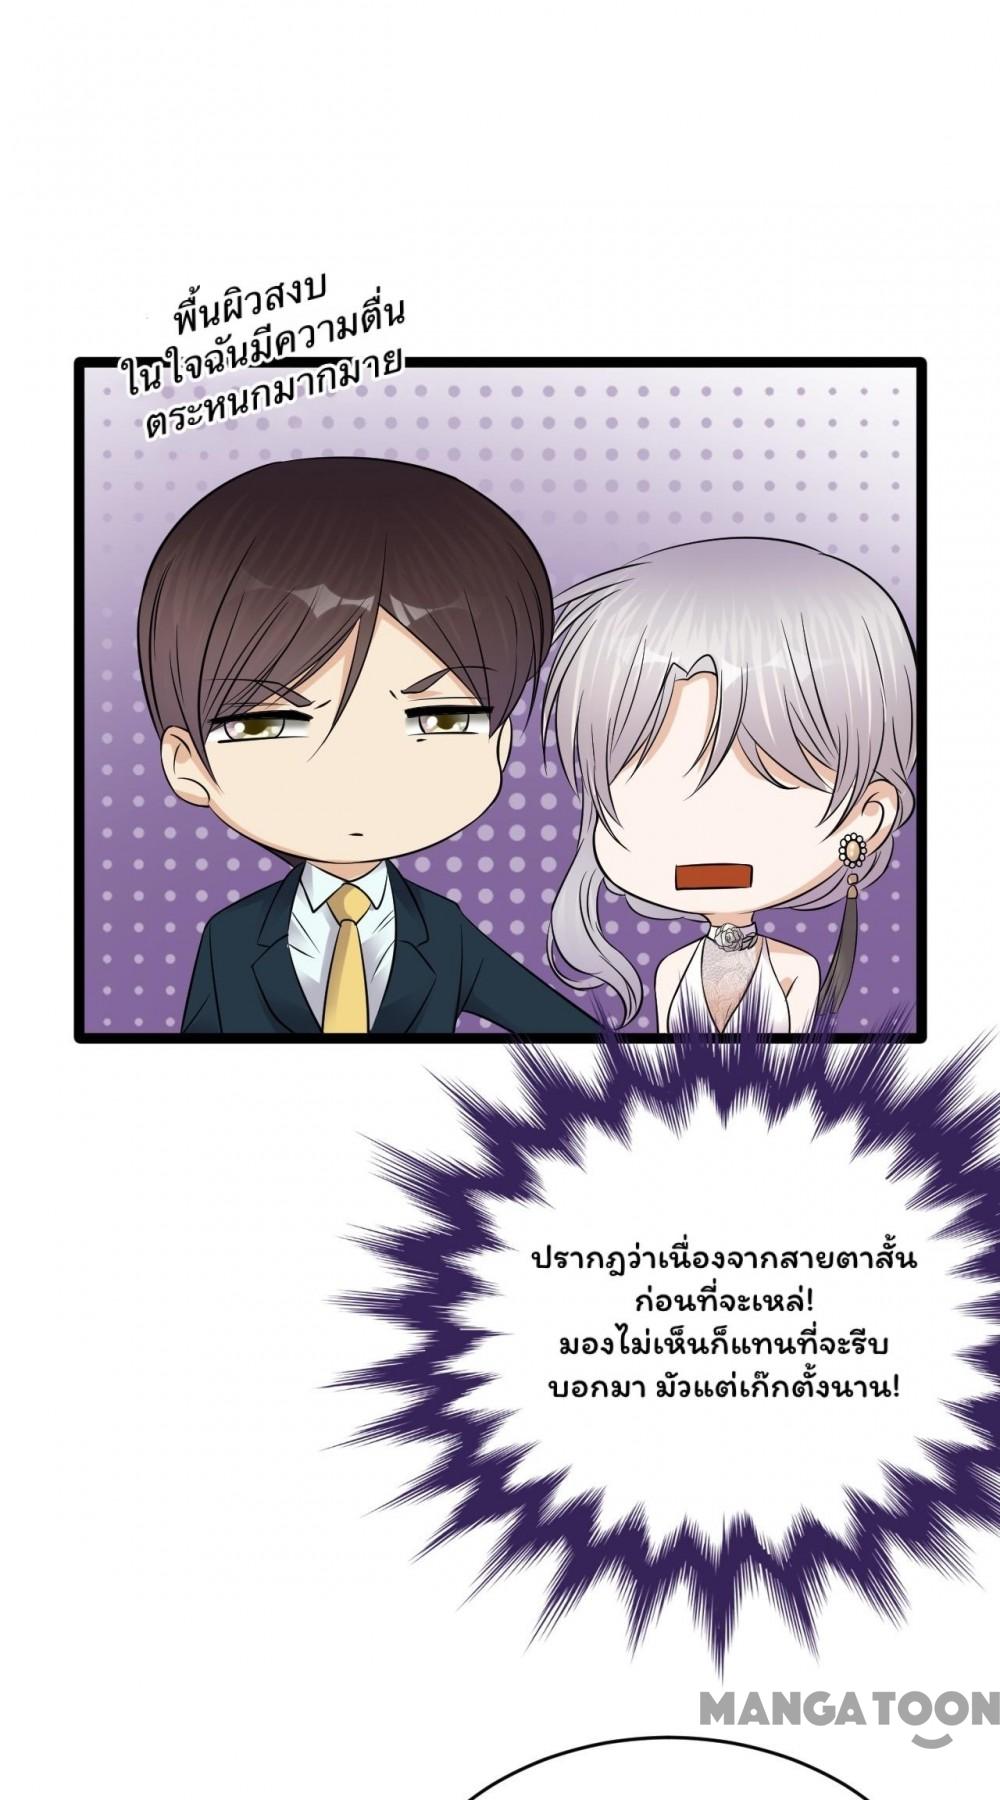 พื้นผิวสงบ
ในใจฉันมีความตื่น
ตระหนกมากมาย
ปรากฏว่าเนื่องจากสายตาสั้น
ก่อนที่จะเหล่!
มองไม่เห็นก็แทนที่จะรีบ
บอกมา มัวแต่เก๊กตั้งนาน!
MANGATOON